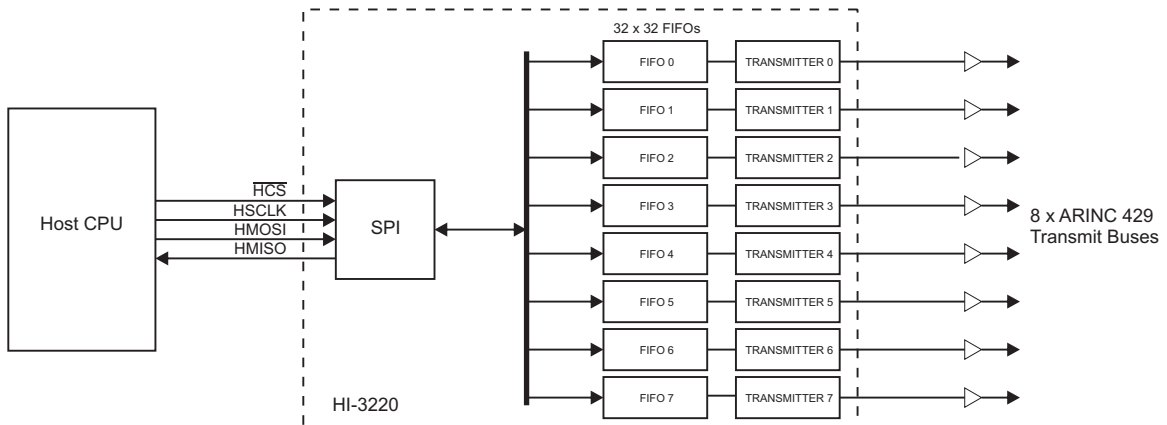 32 x 32 FIFOs
FIFO 0
TRANSMITTER 0
FIFO 1
TRANSMITTER 1
FIFO 2
TRANSMITTER 2
FIFO 3
TRANSMITTER 3
FIFO 4
TRANSMITTER 4
FIFO 5
TRANSMITTER 5
FIFO 6
TRANSMITTER 6
FIFO 7
TRANSMITTER 7
Host CPU
HCS
HSCLK
HMOSI
HMISO
SPI
8 x ARINC 429
Transmit Buses
HI-3220